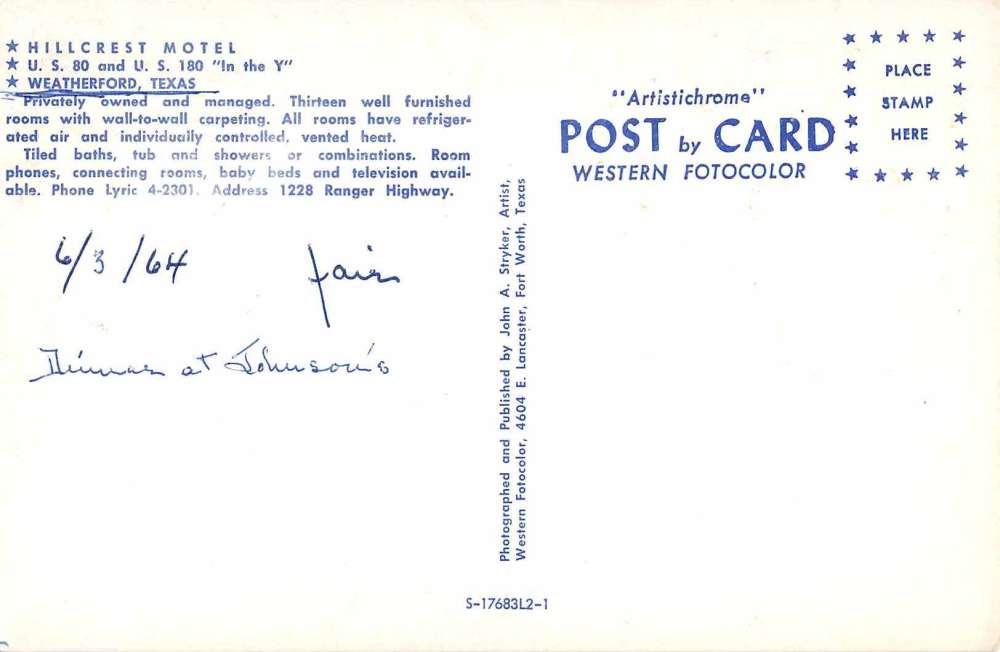 ★ HILLCREST MOTEL
★ U. S. 80 and U. S. 180 "In the Y"
★ WEATHERFORD, TEXAS
Privately owned and managed. Thirteen well furnished
rooms with wall-to-wall carpeting. All rooms have refriger-
ated air and individually controlled, vented heat.
Tiled baths, tub and showers or combinations. Room
phones, connecting rooms, baby beds and television avail-
able. Phone Lyric 4-2301. Address 1228 Ranger Highway.
6/3/64 fair
Dinner at Johnson's
Photographed and Published by John A. Stryker, Artist,
Western Fotocolor, 4604 E. Lancaster, Fort Worth, Texas
S-17683L2-1
"Artistichrome"
POST by CARD
WESTERN FOTOCOLOR
PLACE
STAMP
HERE